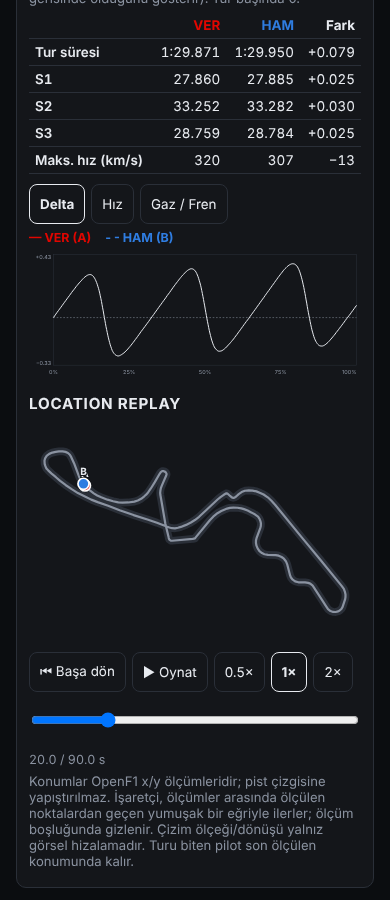 VER HAM Fark
Tur süresi 1:29.871 1:29.950 +0.079
S1 27.860 27.885 +0.025
S2 33.252 33.282 +0.030
S3 28.759 28.784 +0.025
Maks. hız (km/s) 320 307 −13
Delta Hız Gaz / Fren
— VER (A) - - HAM (B)
+0.43
−0.33
0% 25% 50% 75% 100%
LOCATION REPLAY
B
⏮ Başa dön ▶ Oynat 0.5× 1× 2×
20.0 / 90.0 s
Konumlar OpenF1 x/y ölçümleridir; pist çizgisine
yapıştırılmaz. İşaretçi, ölçümler arasında ölçülen
noktalardan geçen yumuşak bir eğriyle ilerler; ölçüm
boşluğunda gizlenir. Çizim ölçeği/dönüşü yalnız
görsel hizalamadır. Turu biten pilot son ölçülen
konumunda kalır.